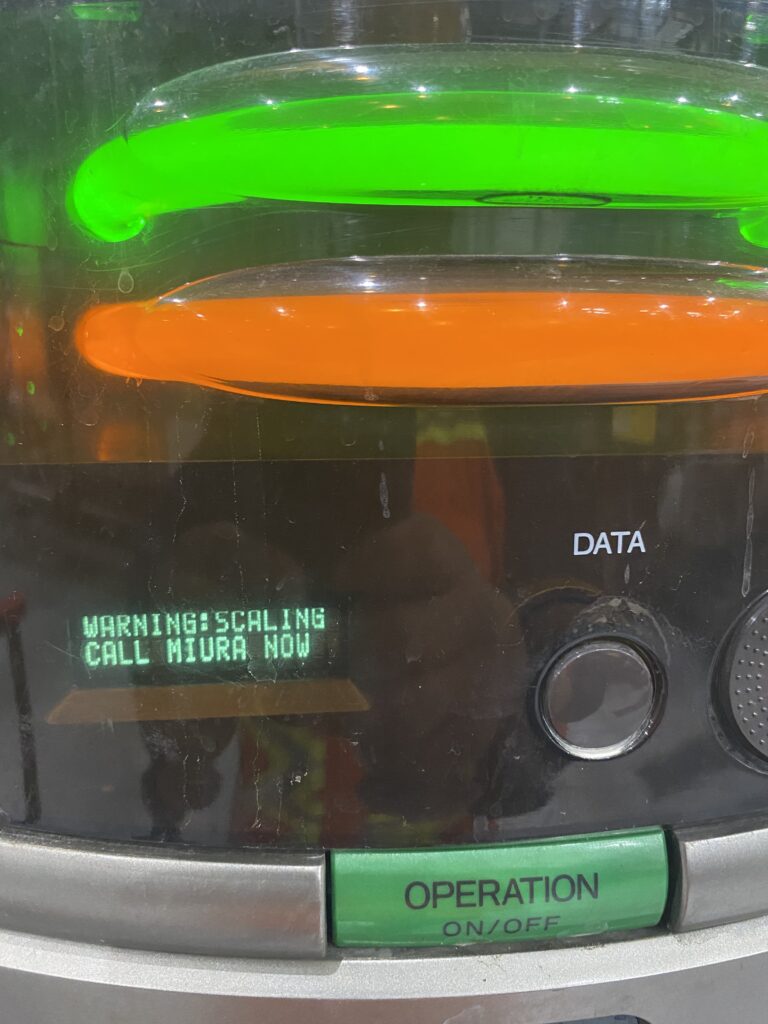 DATA
WARNING:SCALING
CALL MIURA NOW
OPERATION
ON/OFF